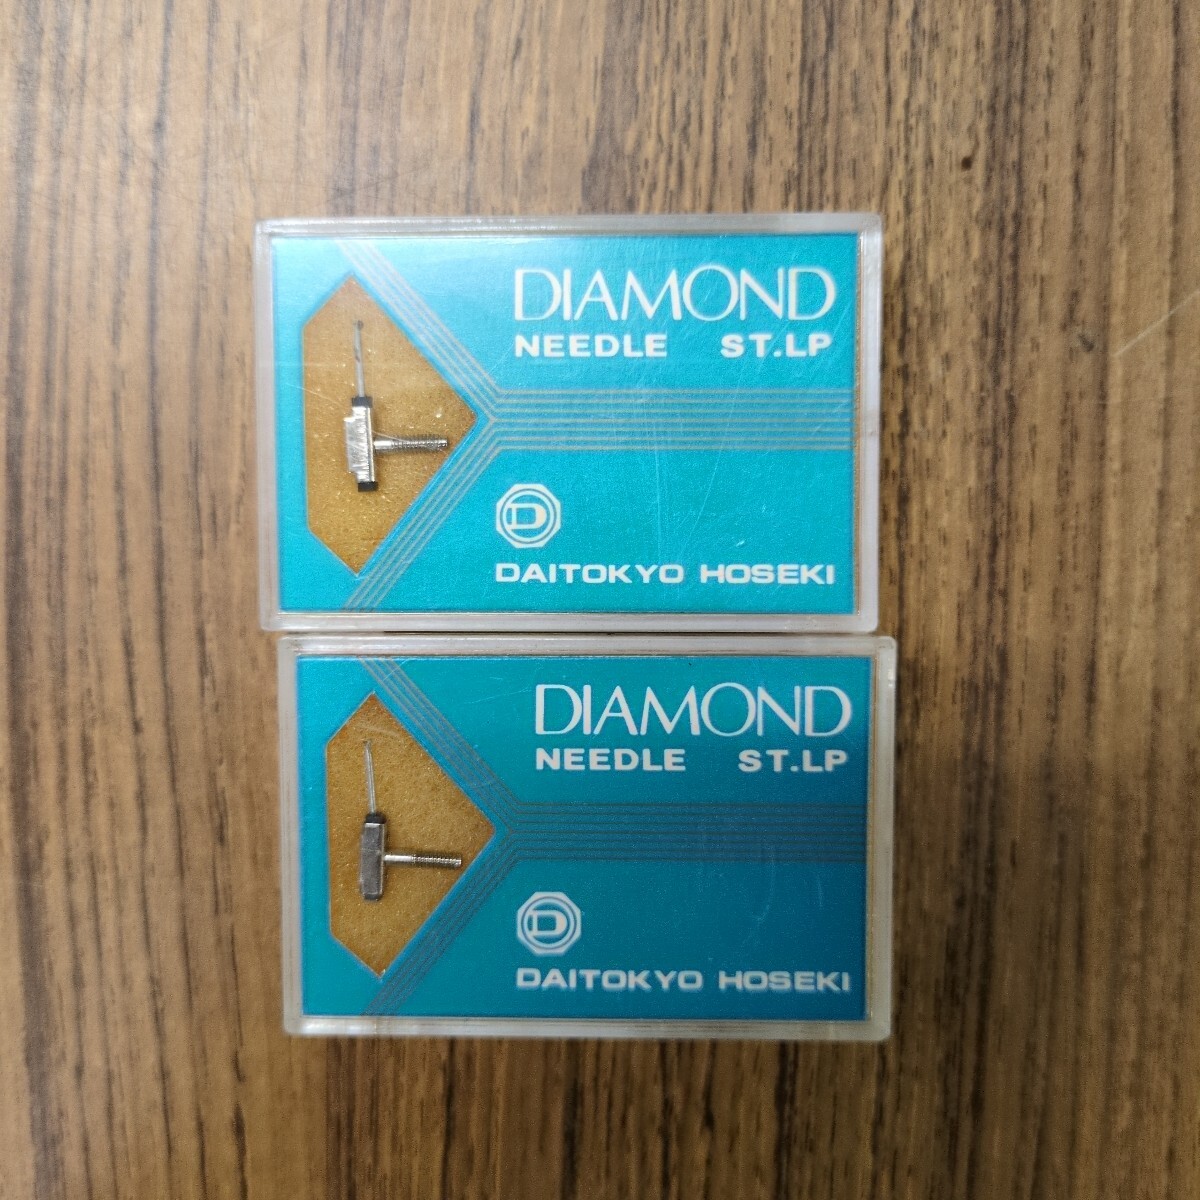 DIAMOND
NEEDLE ST.LP
D
DAITOKYO HOSEKI
DIAMOND
NEEDLE ST.LP
D
DAITOKYO HOSEKI